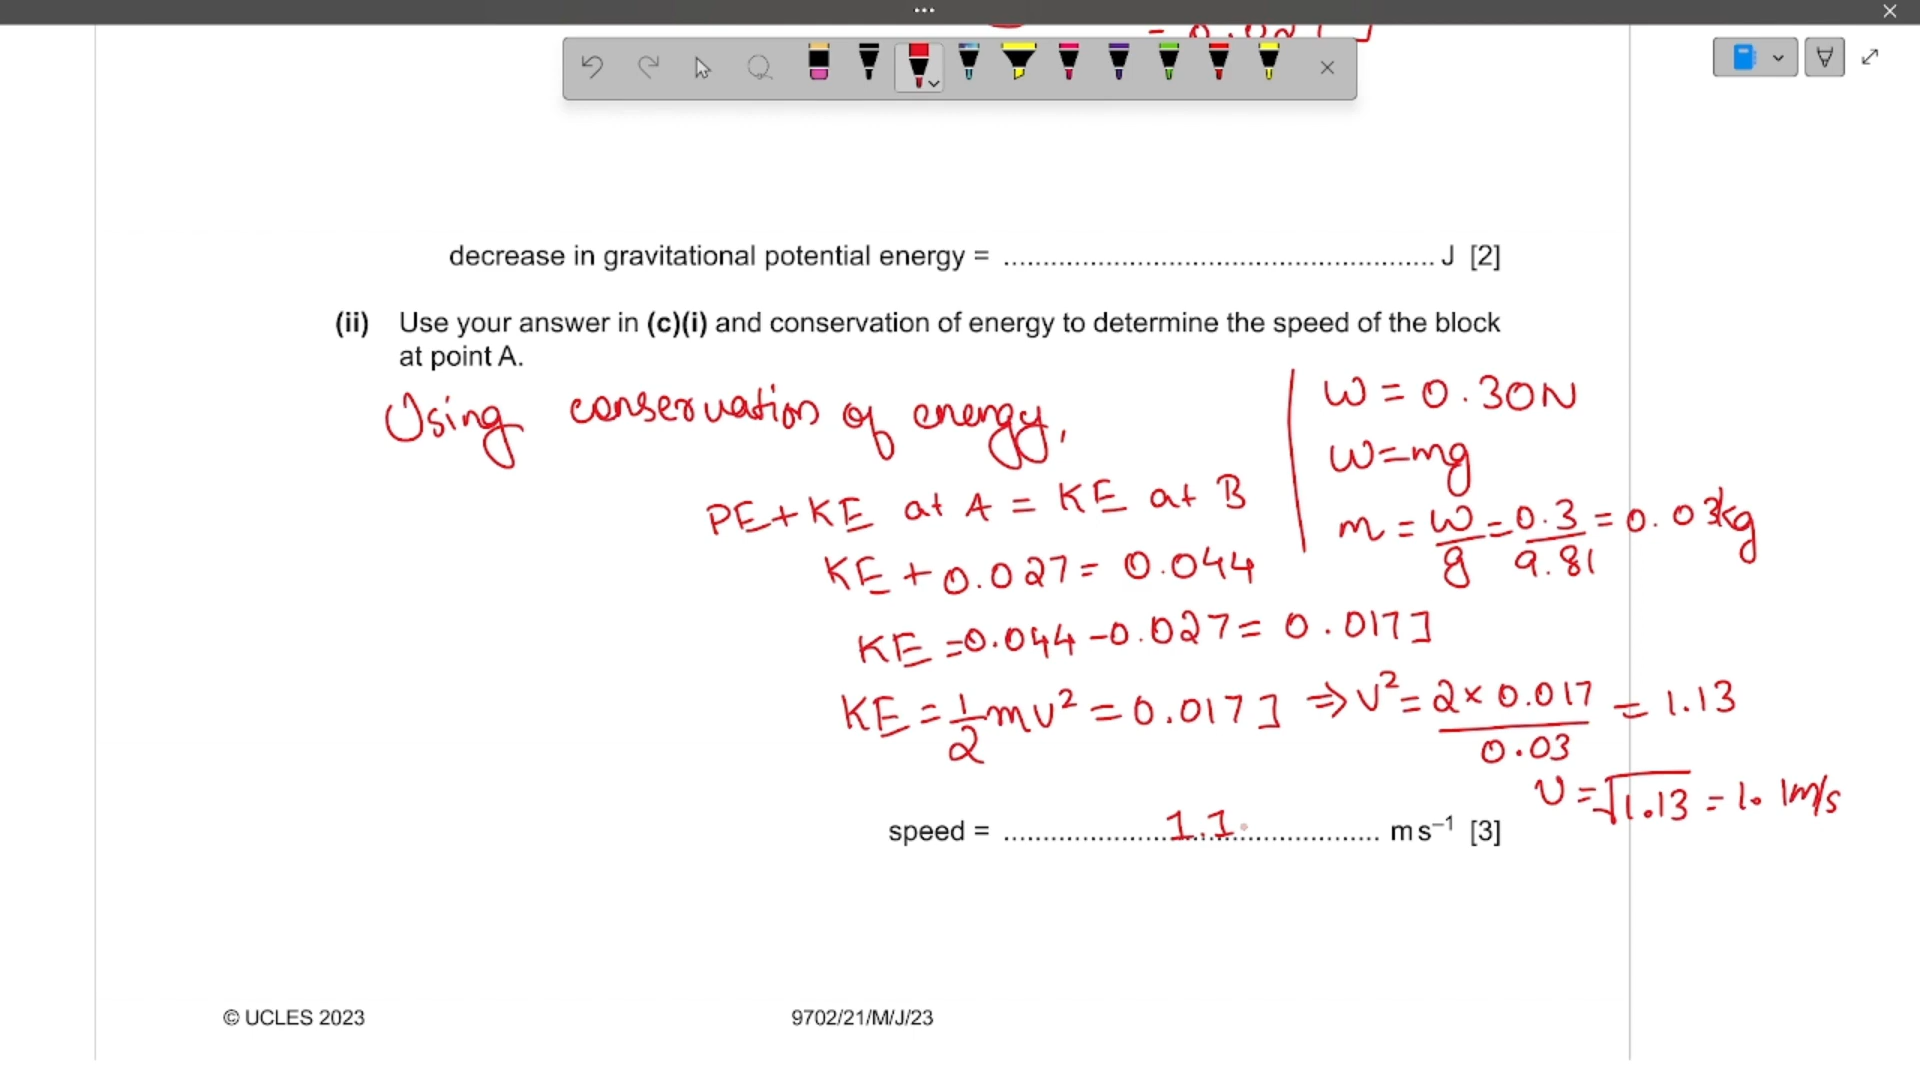 decrease in gravitational potential energy = ...................................................... J [2]
(ii) Use your answer in (c)(i) and conservation of energy to determine the speed of the block
at point A.
Using conservation of energy,
PE+KE at A = KE at B
KE + 0.027 = 0.044
KE = 0.044 - 0.027 = 0.017 J
KE = 1/2 mv² = 0.017 J ⇒ v² = 2 × 0.017 / 0.03 = 1.13
v = √1.13 = 1.1m/s
W = 0.30N
W = mg
m = W/g = 0.3/9.81 = 0.03kg
speed = ......................1.1...................... m s⁻¹ [3]
© UCLES 2023
9702/21/M/J/23